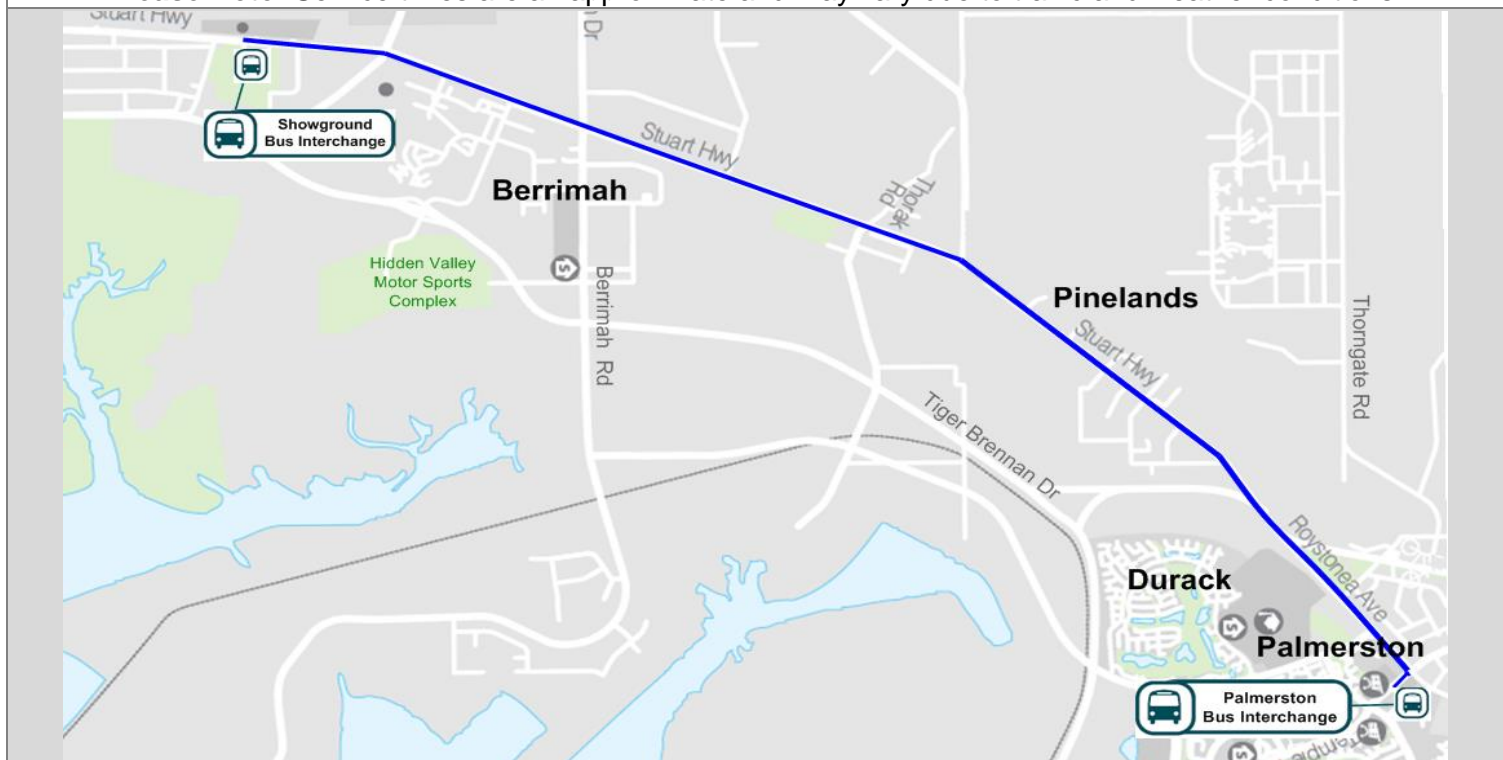 Stuart Hwy
Dr
Showground
Bus Interchange
Stuart Hwy
Berrimah
Thorak
Rd
Hidden Valley
Motor Sports
Complex
Berrimah Rd
Pinelands
Stuart Hwy
Thorngate Rd
Tiger Brennan Dr
Roystonea Ave
Durack
Palmerston
Palmerston
Bus Interchange